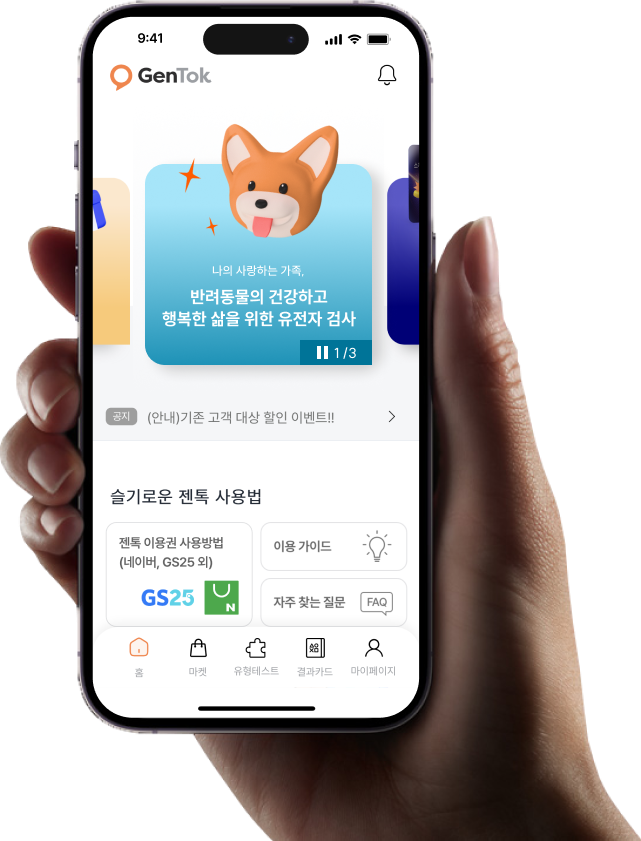 9:41
GenTok
나의 사랑하는 가족,
반려동물의 건강하고
행복한 삶을 위한 유전자 검사
1/3
공지 (안내)기존 고객 대상 할인 이벤트!!
슬기로운 젠톡 사용법
젠톡 이용권 사용방법
(네이버, GS25 외)
GS25
N
이용 가이드
자주 찾는 질문
FAQ
홈
마켓
유형테스트
결과카드
마이페이지